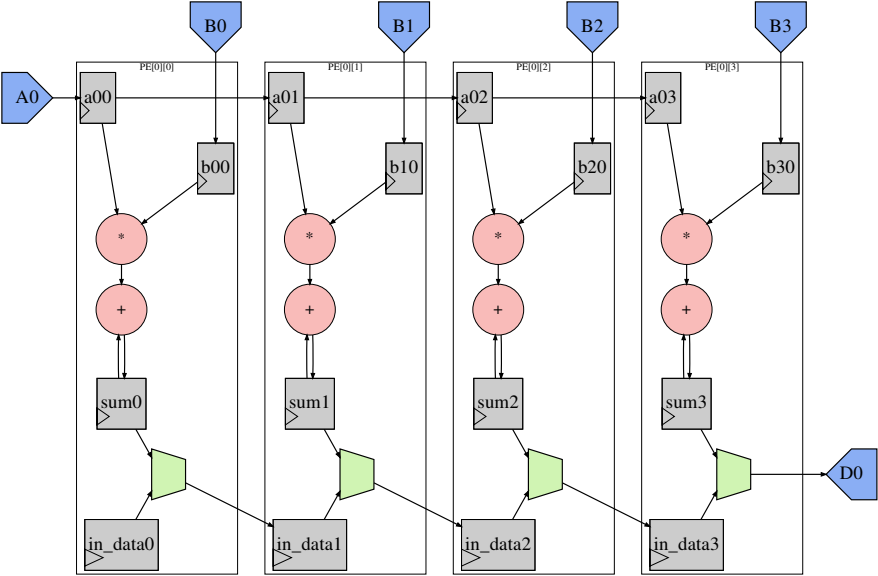 B0 B1 B2 B3
PE[0][0] PE[0][1] PE[0][2] PE[0][3]
A0 a00 a01 a02 a03
b00 b10 b20 b30
* * * *
+ + + +
sum0 sum1 sum2 sum3
D0
in_data0 in_data1 in_data2 in_data3